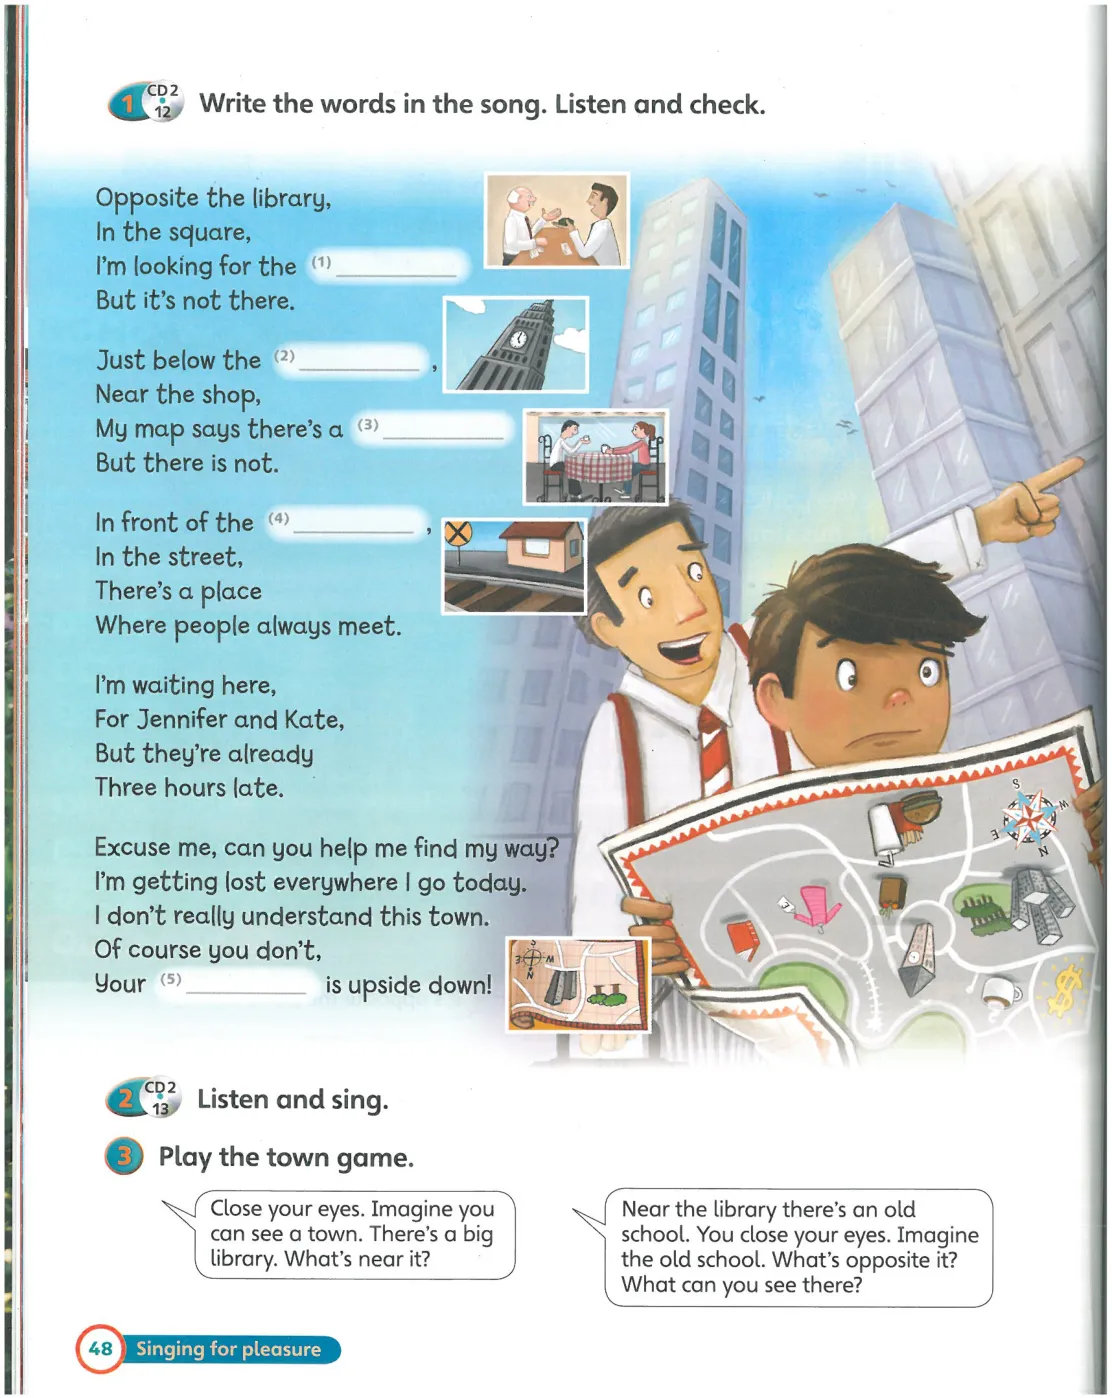 1 CD2 12 Write the words in the song. Listen and check.
Opposite the library,
In the square,
I'm looking for the (1) ___________
But it's not there.
Just below the (2) ___________ ,
Near the shop,
My map says there's a (3) ___________
But there is not.
In front of the (4) ___________ ,
In the street,
There's a place
Where people always meet.
I'm waiting here,
For Jennifer and Kate,
But they're already
Three hours late.
Excuse me, can you help me find my way?
I'm getting lost everywhere I go today.
I don't really understand this town.
Of course you don't,
Your (5) ___________ is upside down!
S
W
E
N
2 CD2 13 Listen and sing.
3 Play the town game.
Close your eyes. Imagine you
can see a town. There's a big
library. What's near it?
Near the library there's an old
school. You close your eyes. Imagine
the old school. What's opposite it?
What can you see there?
48 Singing for pleasure